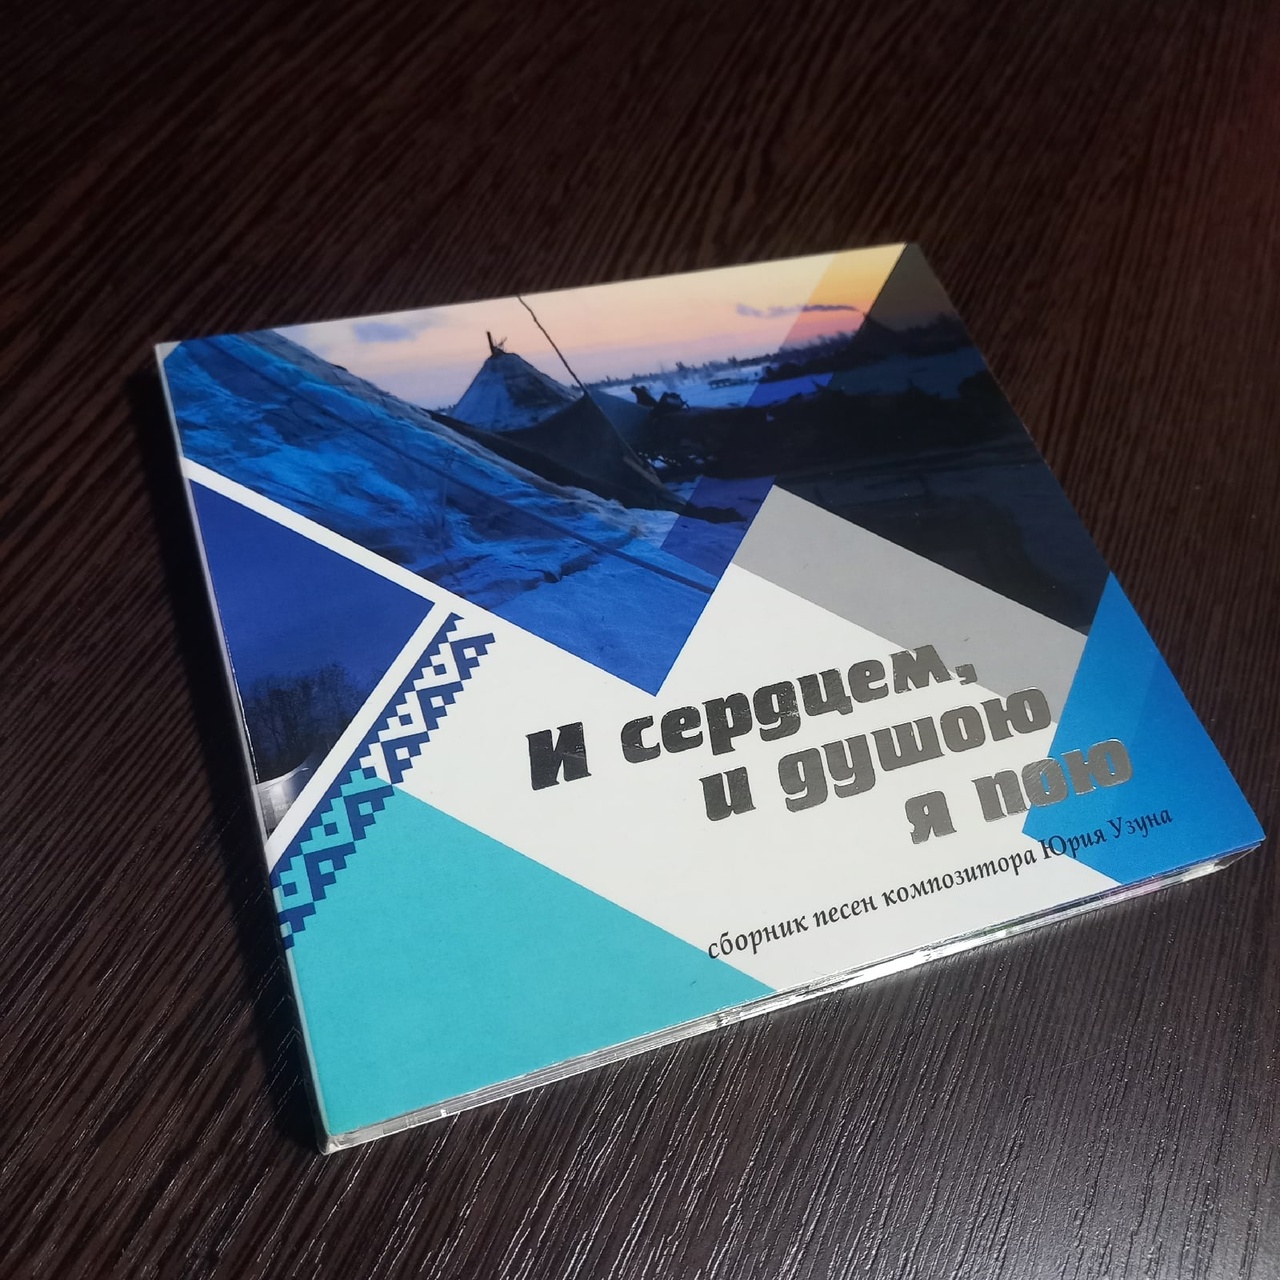 И сердцем,
и душою
я пою
сборник песен композитора Юрия Узуна